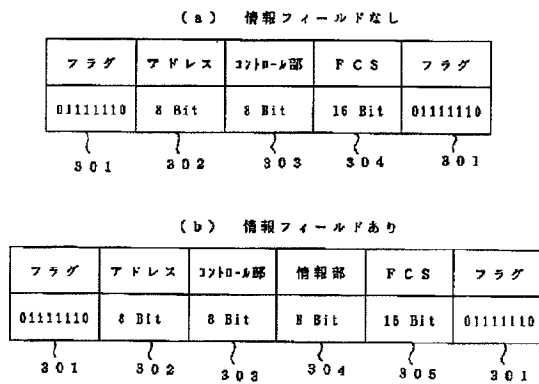 (a) 情報フィールドなし
フラグ アドレス コントロール部 FCS フラグ
01111110 8 Bit 8 Bit 16 Bit 01111110
301 302 303 304 301
(b) 情報フィールドあり
フラグ アドレス コントロール部 情報部 FCS フラグ
01111110 8 Bit 8 Bit N Bit 16 Bit 01111110
301 302 303 304 305 301